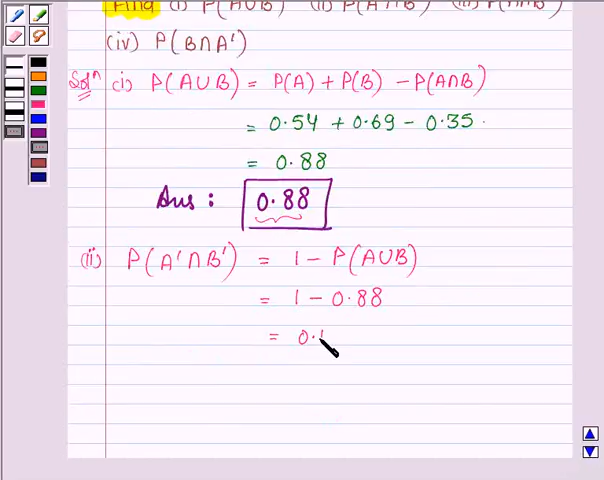 Find (i) P(A∪B) (ii) P(A'∩B') (iii) P(A∩B')
(iv) P(B∩A')
Solⁿ (i) P(A∪B) = P(A) + P(B) - P(A∩B)
= 0.54 + 0.69 - 0.35
= 0.88
Ans : 0.88
(ii) P(A'∩B') = 1 - P(A∪B)
= 1 - 0.88
= 0.1